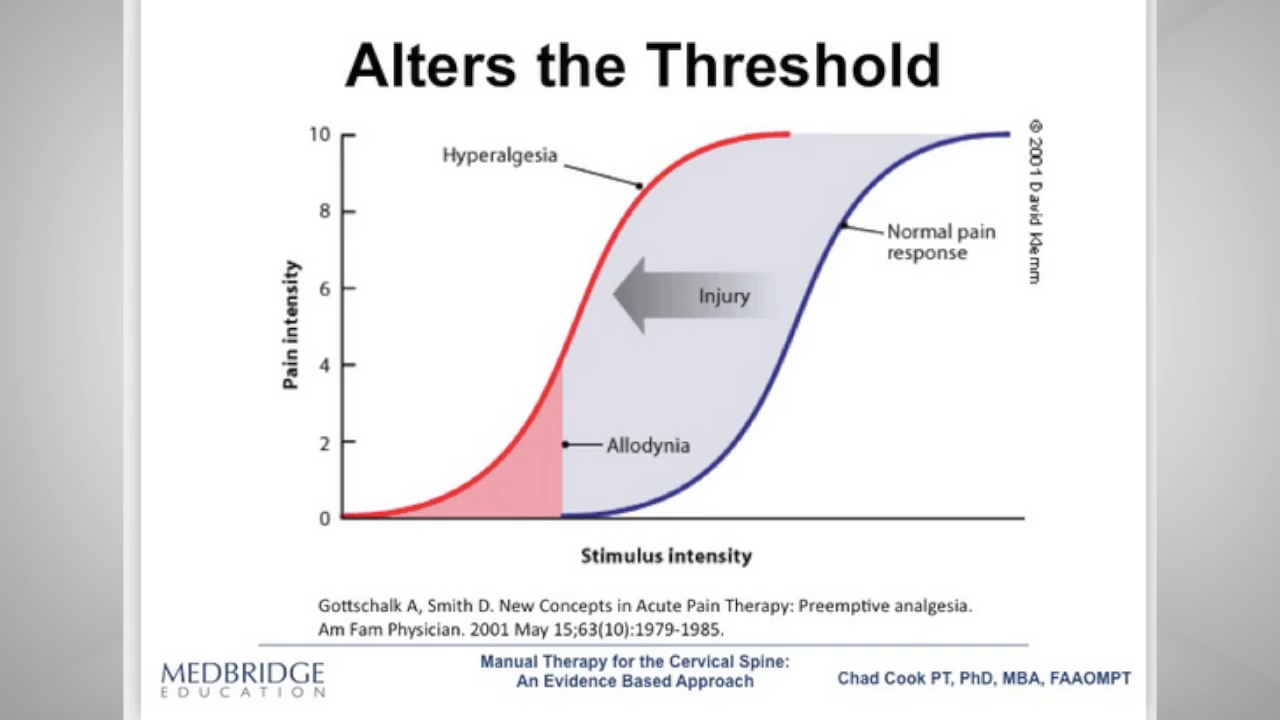 Alters the Threshold
10
8
6
4
2
0
Pain intensity
Hyperalgesia
Injury
Allodynia
Normal pain
response
© 2001 David Klemm
Stimulus intensity
Gottschalk A, Smith D. New Concepts in Acute Pain Therapy: Preemptive analgesia.
Am Fam Physician. 2001 May 15;63(10):1979-1985.
MEDBRIDGE
EDUCATION
Manual Therapy for the Cervical Spine:
An Evidence Based Approach
Chad Cook PT, PhD, MBA, FAAOMPT